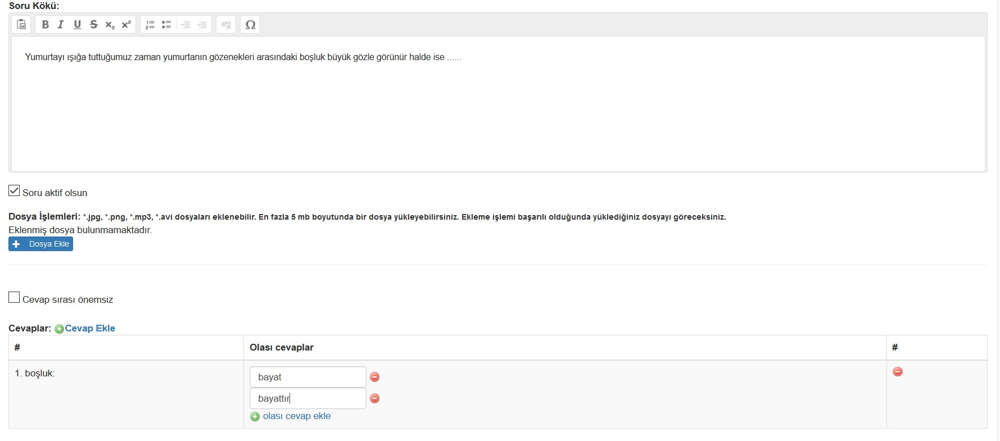 Soru Kökü:
B I U S x₂ x² Ω
Yumurtayı ışığa tuttuğumuz zaman yumurtanın gözenekleri arasındaki boşluk büyük gözle görünür halde ise ......
Soru aktif olsun
Dosya İşlemleri: *.jpg, *.png, *.mp3, *.avi dosyaları eklenebilir. En fazla 5 mb boyutunda bir dosya yükleyebilirsiniz. Ekleme işlemi başarılı olduğunda yüklediğiniz dosyayı göreceksiniz.
Eklenmiş dosya bulunmamaktadır.
Dosya Ekle
Cevap sırası önemsiz
Cevaplar: Cevap Ekle
# Olası cevaplar #
1. boşluk: bayat
bayattır
olası cevap ekle